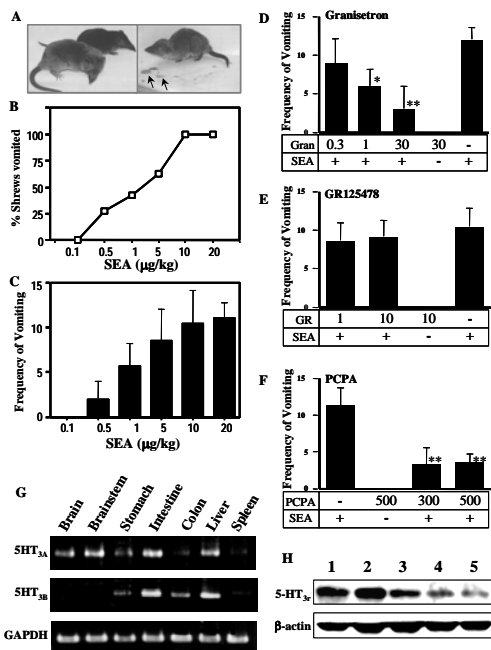 A
B
% Shrews vomited
100
75
50
25
0
0.1 0.5 1 5 10 20
SEA (µg/kg)
C
Frequency of Vomiting
15
10
5
0
0.1 0.5 1 5 10 20
SEA (µg/kg)
D
Granisetron
Frequency of Vomiting
15
10
5
0
* **
Gran 0.3 1 30 30 -
SEA + + + - +
E
GR125478
Frequency of Vomiting
15
10
5
0
GR 1 10 10 -
SEA + + - +
F
PCPA
Frequency of Vomiting
15
10
5
0
** **
PCPA - 500 300 500
SEA + - + +
G
Brain Brainstem Stomach Intestine Colon Liver Spleen
5HT3A
5HT3B
GAPDH
H
1 2 3 4 5
5-HT3r
β-actin